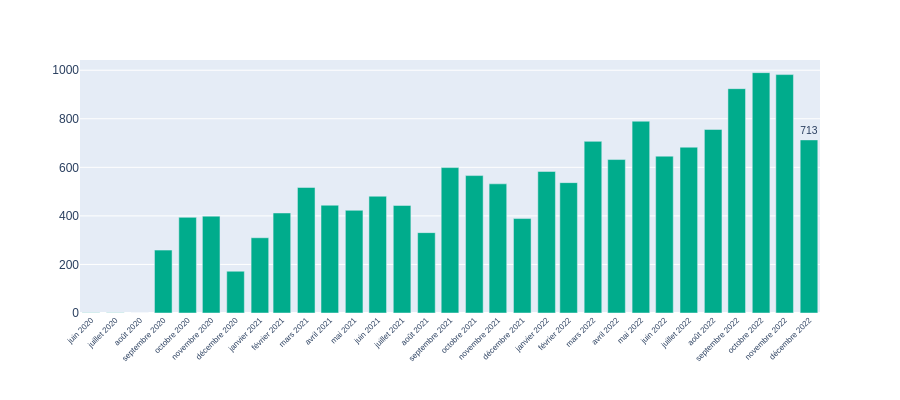 1000
800
713
600
400
200
0
juin 2020
juillet 2020
août 2020
septembre 2020
octobre 2020
novembre 2020
décembre 2020
janvier 2021
février 2021
mars 2021
avril 2021
mai 2021
juin 2021
juillet 2021
août 2021
septembre 2021
octobre 2021
novembre 2021
décembre 2021
janvier 2022
février 2022
mars 2022
avril 2022
mai 2022
juin 2022
juillet 2022
août 2022
septembre 2022
octobre 2022
novembre 2022
décembre 2022